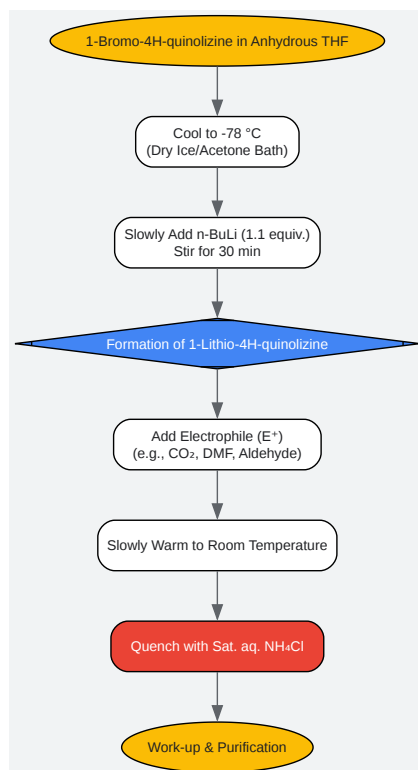 1-Bromo-4H-quinolizine in Anhydrous THF
Cool to -78 °C
(Dry Ice/Acetone Bath)
Slowly Add n-BuLi (1.1 equiv.)
Stir for 30 min
Formation of 1-Lithio-4H-quinolizine
Add Electrophile (E⁺)
(e.g., CO₂, DMF, Aldehyde)
Slowly Warm to Room Temperature
Quench with Sat. aq. NH₄Cl
Work-up & Purification